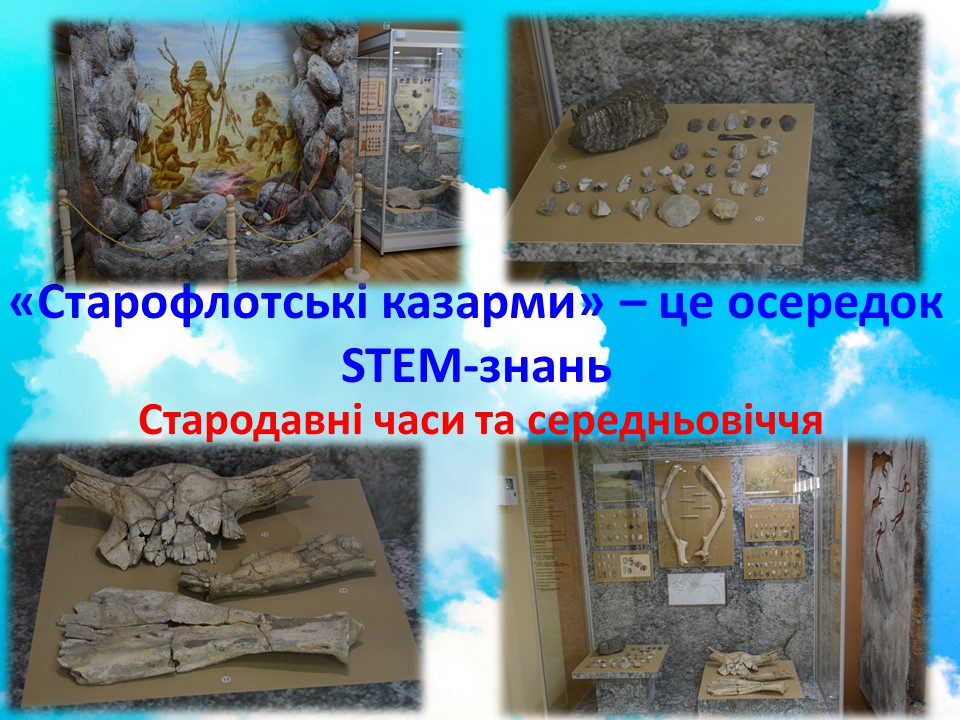 «Старофлотські казарми» – це осередок
STEM-знань
Стародавні часи та середньовіччя